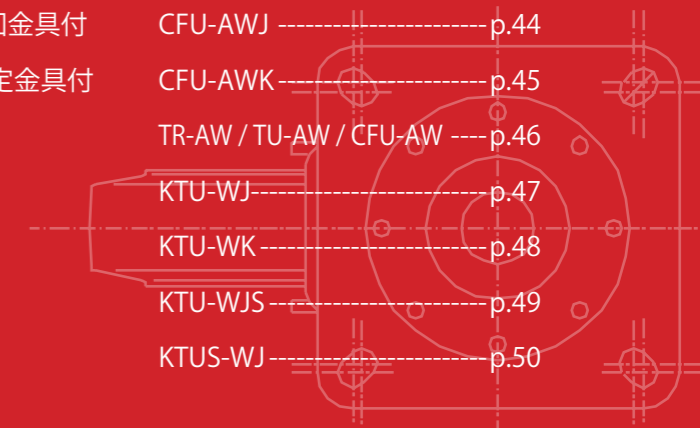 金具付 CFU-AWJ ---------------------- p.44
定金具付 CFU-AWK ---------------------- p.45
TR-AW / TU-AW / CFU-AW ---- p.46
KTU-WJ ------------------------- p.47
KTU-WK ------------------------ p.48
KTU-WJS ----------------------- p.49
KTUS-WJ ----------------------- p.50